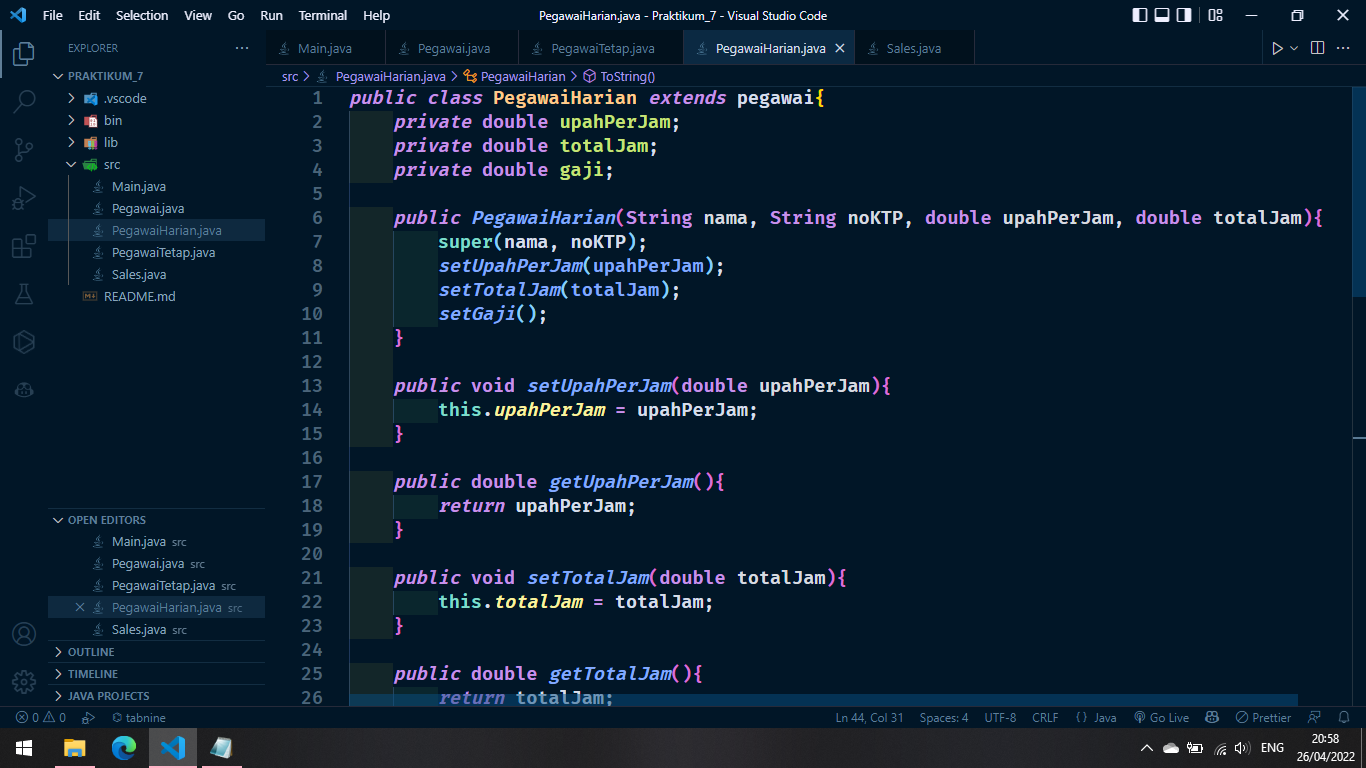 File Edit Selection View Go Run Terminal Help
PegawaiHarian.java - Praktikum_7 - Visual Studio Code
EXPLORER
PRAKTIKUM_7
.vscode
bin
lib
src
Main.java
Pegawai.java
PegawaiHarian.java
PegawaiTetap.java
Sales.java
README.md
OPEN EDITORS
Main.java src
Pegawai.java src
PegawaiTetap.java src
PegawaiHarian.java src
Sales.java src
OUTLINE
TIMELINE
JAVA PROJECTS
Main.java Pegawai.java PegawaiTetap.java PegawaiHarian.java Sales.java
src > PegawaiHarian.java > PegawaiHarian > ToString()
1 public class PegawaiHarian extends pegawai{
2 private double upahPerJam;
3 private double totalJam;
4 private double gaji;
5
6 public PegawaiHarian(String nama, String noKTP, double upahPerJam, double totalJam){
7 super(nama, noKTP);
8 setUpahPerJam(upahPerJam);
9 setTotalJam(totalJam);
10 setGaji();
11 }
12
13 public void setUpahPerJam(double upahPerJam){
14 this.upahPerJam = upahPerJam;
15 }
16
17 public double getUpahPerJam(){
18 return upahPerJam;
19 }
20
21 public void setTotalJam(double totalJam){
22 this.totalJam = totalJam;
23 }
24
25 public double getTotalJam(){
26 return totalJam;
0 0 tabnine
Ln 44, Col 31 Spaces: 4 UTF-8 CRLF {} Java Go Live Prettier
ENG
20:58
26/04/2022